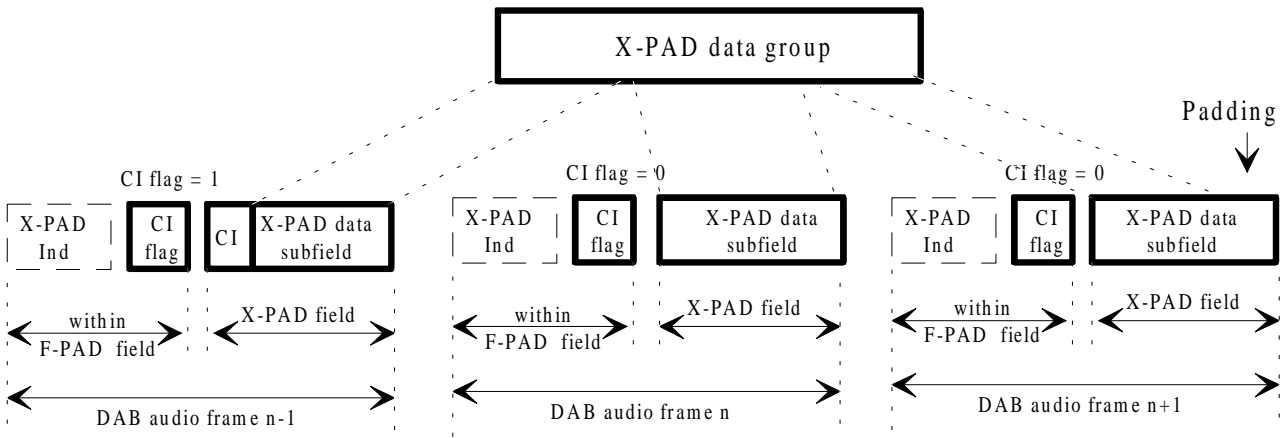 X-PAD data group
Padding
CI flag = 1
CI flag = 0
CI flag = 0
X-PAD
Ind
CI
flag
CI
X-PAD data
subfield
X-PAD
Ind
CI
flag
X-PAD data
subfield
X-PAD
Ind
CI
flag
X-PAD data
subfield
within
F-PAD field
X-PAD field
within
F-PAD field
X-PAD field
within
F-PAD field
X-PAD field
DAB audio frame n-1
DAB audio frame n
DAB audio frame n+1